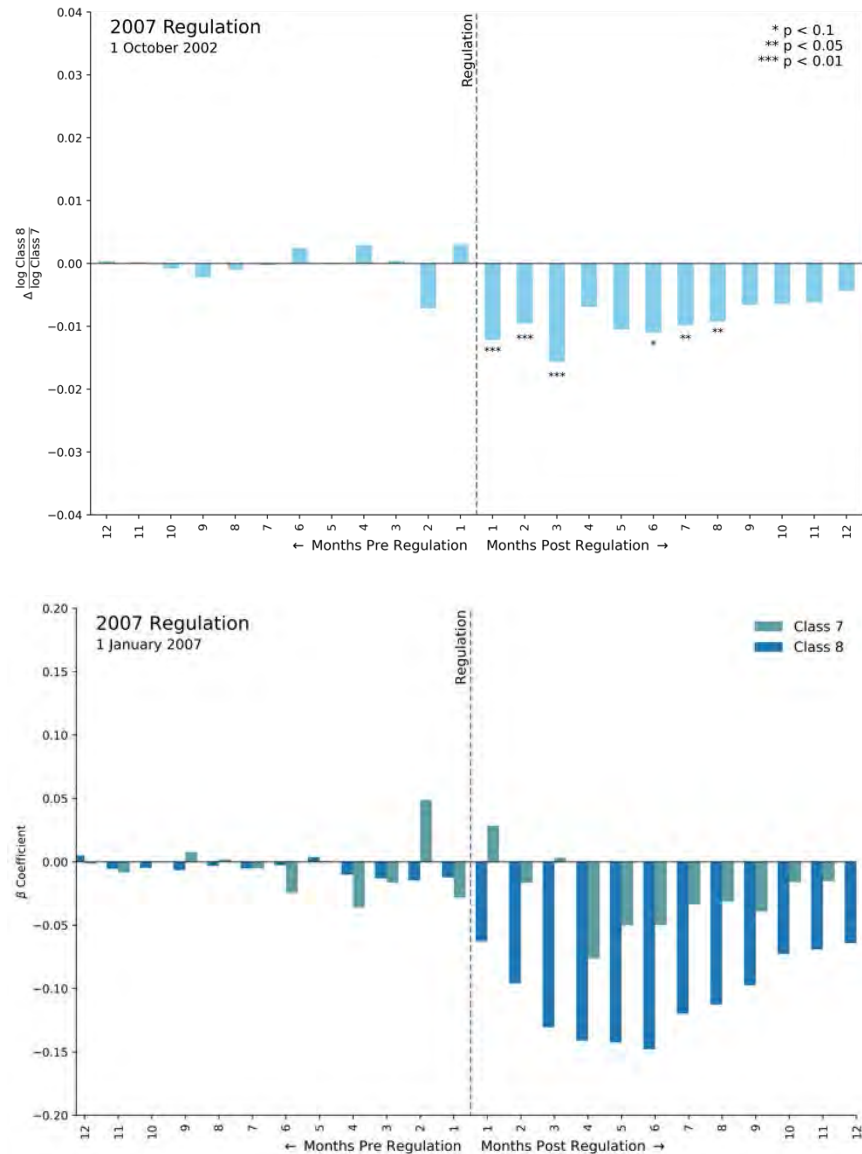 2007 Regulation
1 October 2002
Regulation
* p < 0.1
** p < 0.05
*** p < 0.01
0.04
0.03
0.02
0.01
0.00
−0.01
−0.02
−0.03
−0.04
Δ log Class 8
log Class 7
***
***
***
*
**
**
12 11 10 9 8 7 6 5 4 3 2 1 1 2 3 4 5 6 7 8 9 10 11 12
← Months Pre Regulation Months Post Regulation →
2007 Regulation
1 January 2007
Regulation
Class 7
Class 8
0.20
0.15
0.10
0.05
0.00
−0.05
−0.10
−0.15
−0.20
β Coefficient
12 11 10 9 8 7 6 5 4 3 2 1 1 2 3 4 5 6 7 8 9 10 11 12
← Months Pre Regulation Months Post Regulation →